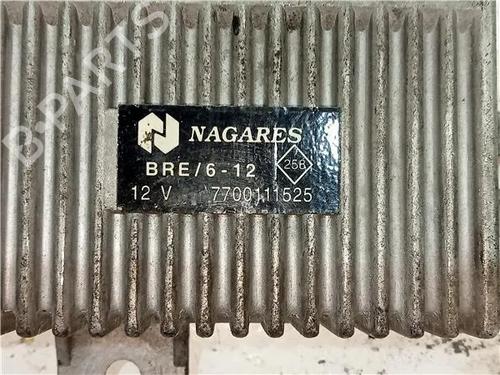 B-PARTS
NAGARES
BRE/6-12
256
12 V 7700111525